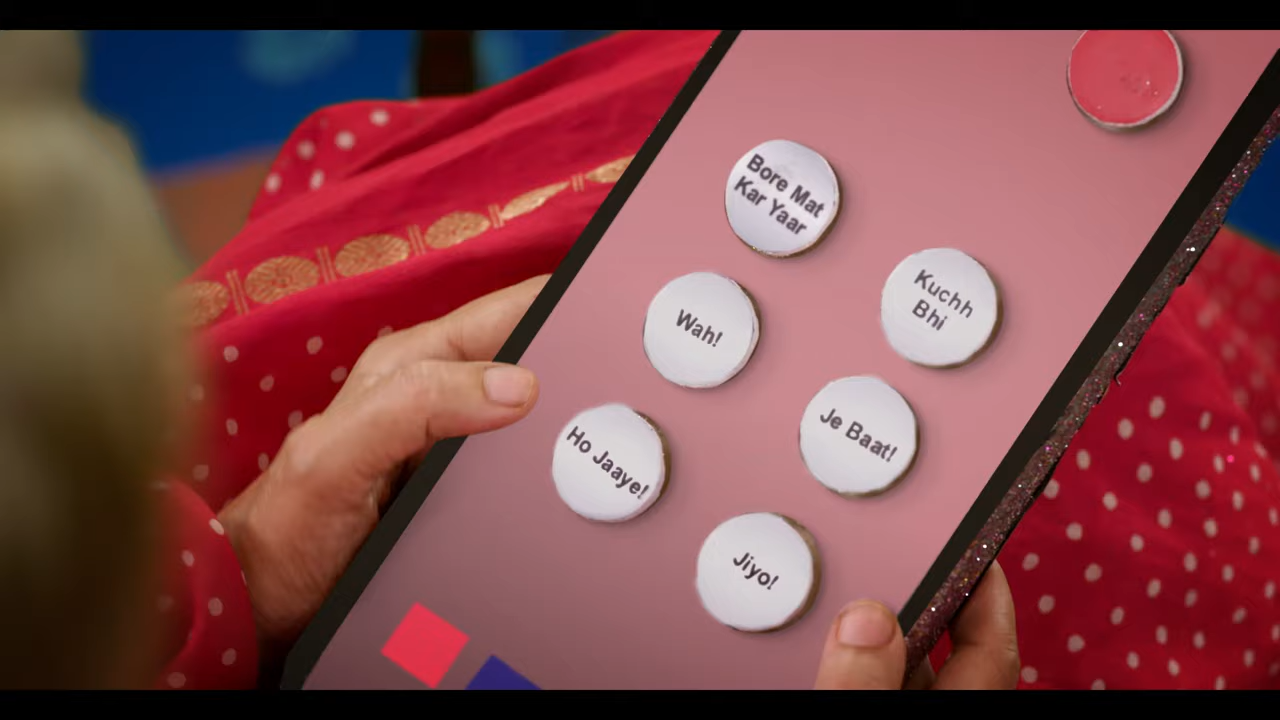 Bore Mat
Kar Yaar
Kuchh
Bhi
Wah!
Je Baat!
Ho Jaaye!
Jiyo!